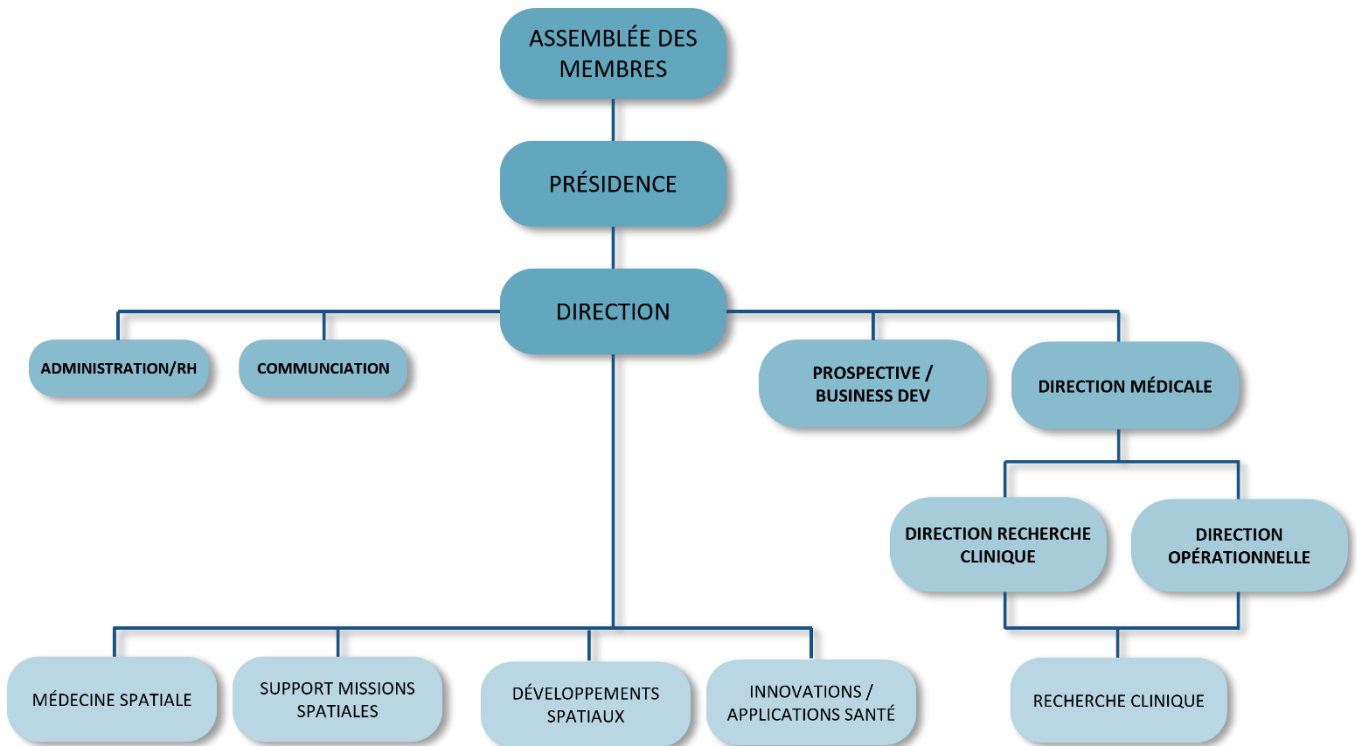 ASSEMBLÉE DES
MEMBRES
PRÉSIDENCE
DIRECTION
ADMINISTRATION/RH
COMMUNCIATION
PROSPECTIVE /
BUSINESS DEV
DIRECTION MÉDICALE
DIRECTION RECHERCHE
CLINIQUE
DIRECTION
OPÉRATIONNELLE
MÉDECINE SPATIALE
SUPPORT MISSIONS
SPATIALES
DÉVELOPPEMENTS
SPATIAUX
INNOVATIONS /
APPLICATIONS SANTÉ
RECHERCHE CLINIQUE